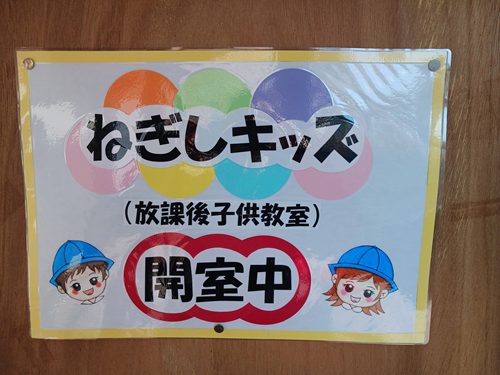 ねぎしキッズ
（放課後子供教室）
開室中